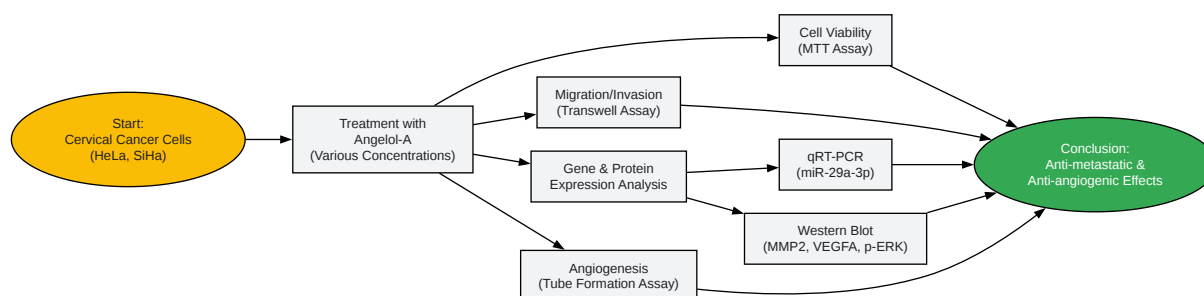 Start:
Cervical Cancer Cells
(HeLa, SiHa)
Treatment with
Angelol-A
(Various Concentrations)
Cell Viability
(MTT Assay)
Migration/Invasion
(Transwell Assay)
Gene & Protein
Expression Analysis
qRT-PCR
(miR-29a-3p)
Western Blot
(MMP2, VEGFA, p-ERK)
Angiogenesis
(Tube Formation Assay)
Conclusion:
Anti-metastatic &
Anti-angiogenic Effects